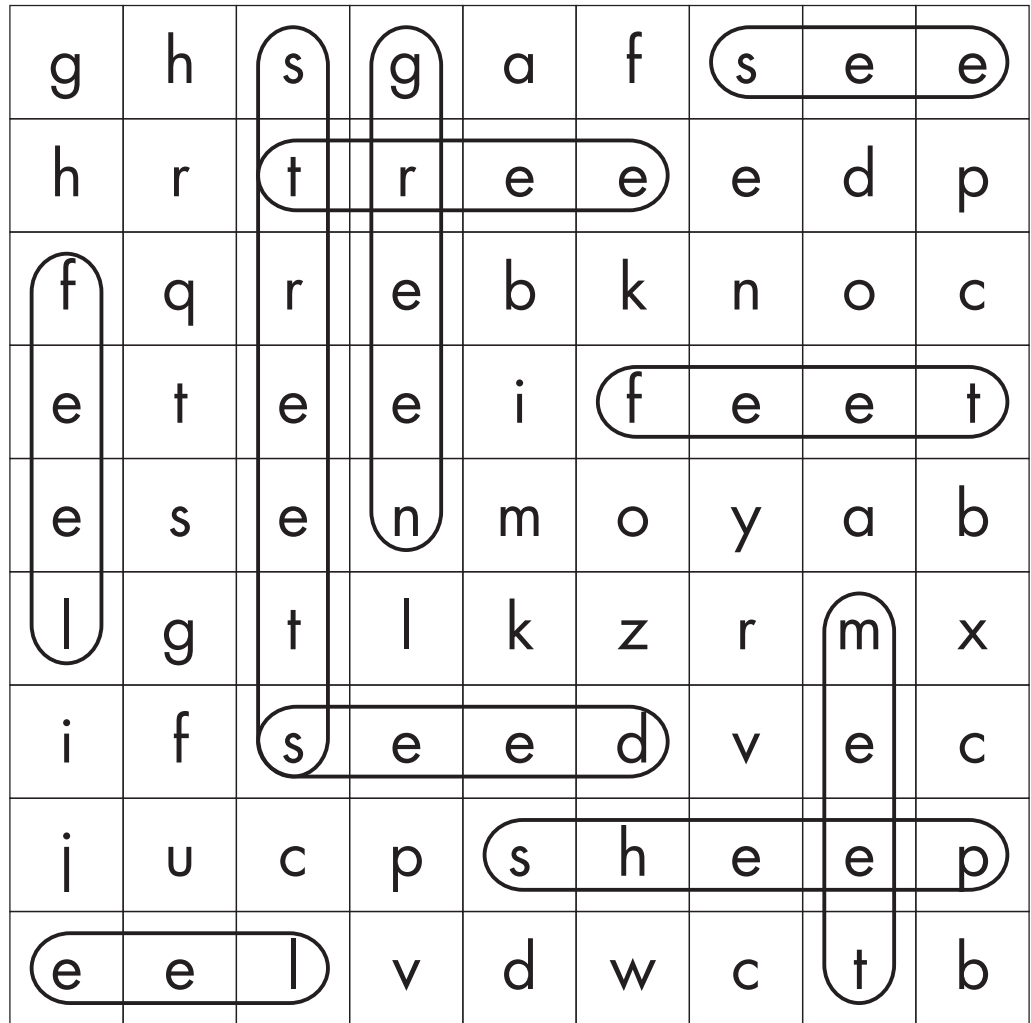 g h s g a f s e e
h r t r e e e d p
f q r e b k n o c
e t e e i f e e t
e s e n m o y a b
l g t l k z r m x
i f s e e d v e c
j u c p s h e e p
e e l v d w c t b